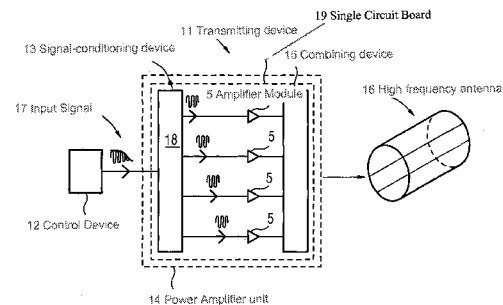 19 Single Circuit Board
11 Transmitting device
13 Signal-conditioning device
15 Combining device
5 Amplifier Module
16 High frequency antenna
17 Input Signal
5
18
5
5
5
12 Control Device
14 Power Amplifier unit